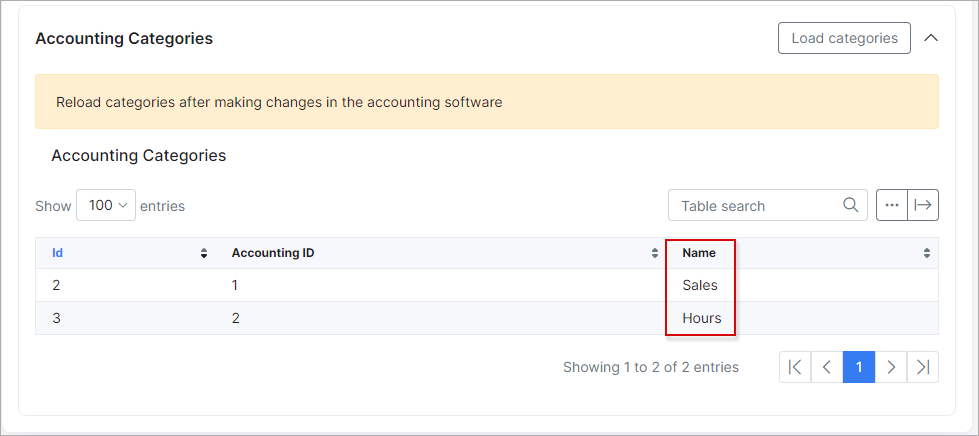 Accounting Categories Load categories
Reload categories after making changes in the accounting software
Accounting Categories
Show 100 entries Table search ...
Id Accounting ID Name
2 1 Sales
3 2 Hours
Showing 1 to 2 of 2 entries 1